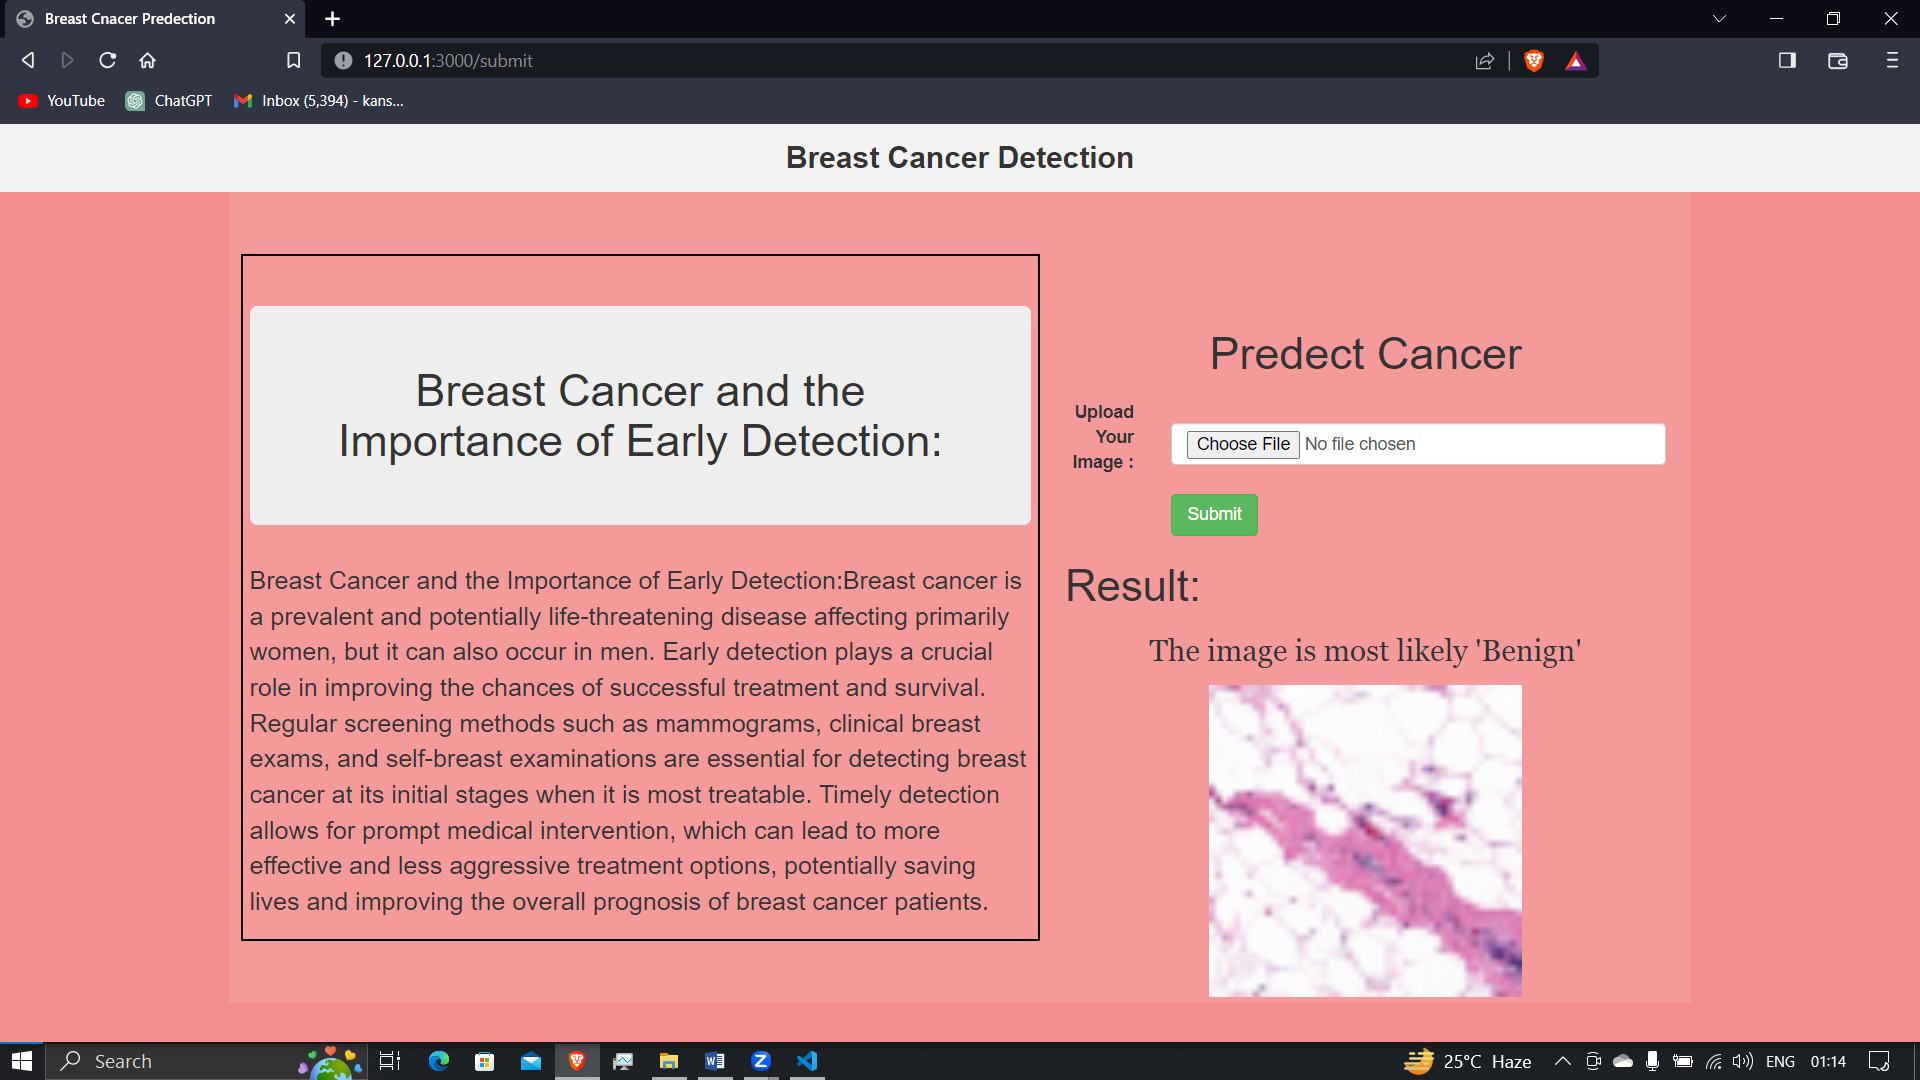 Breast Cnacer Predection
127.0.0.1:3000/submit
YouTube
ChatGPT
Inbox (5,394) - kans...
Breast Cancer Detection
Breast Cancer and the
Importance of Early Detection:
Breast Cancer and the Importance of Early Detection:Breast cancer is
a prevalent and potentially life-threatening disease affecting primarily
women, but it can also occur in men. Early detection plays a crucial
role in improving the chances of successful treatment and survival.
Regular screening methods such as mammograms, clinical breast
exams, and self-breast examinations are essential for detecting breast
cancer at its initial stages when it is most treatable. Timely detection
allows for prompt medical intervention, which can lead to more
effective and less aggressive treatment options, potentially saving
lives and improving the overall prognosis of breast cancer patients.
Predect Cancer
Upload
Your
Image :
Choose File No file chosen
Submit
Result:
The image is most likely 'Benign'
Search
25°C Haze
ENG
01:14